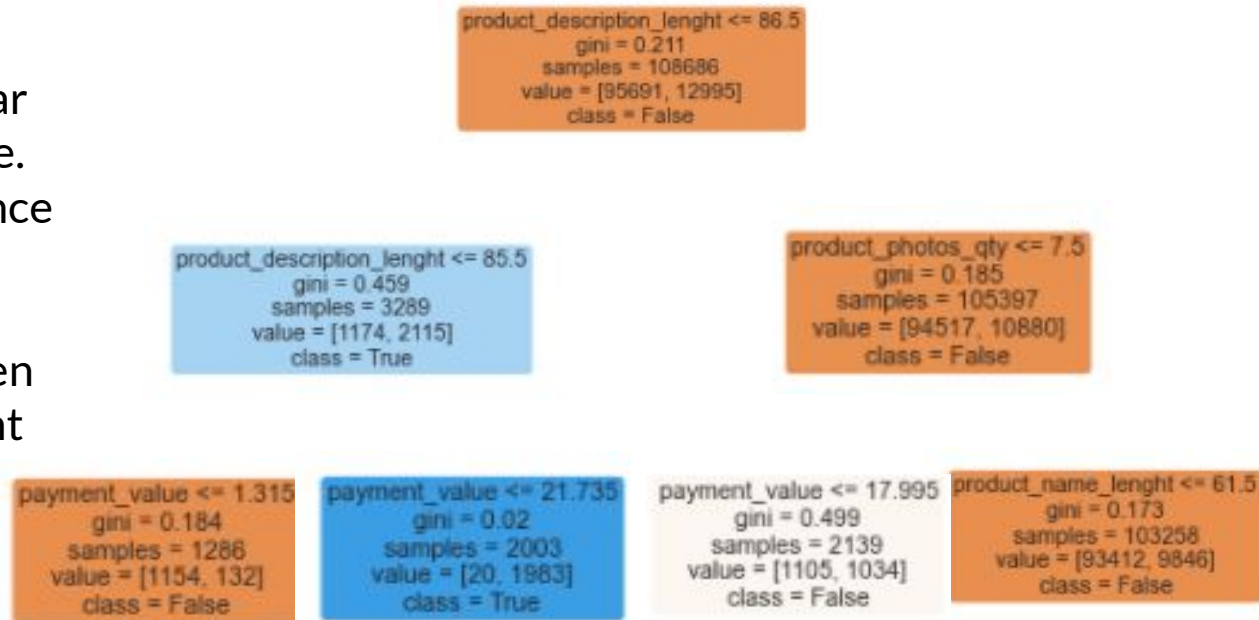 product_description_lenght <= 86.5
gini = 0.211
samples = 108686
value = [95691, 12995]
class = False
product_description_lenght <= 85.5
gini = 0.459
samples = 3289
value = [1174, 2115]
class = True
product_photos_qty <= 7.5
gini = 0.185
samples = 105397
value = [94517, 10880]
class = False
payment_value <= 1.315
gini = 0.184
samples = 1286
value = [1154, 132]
class = False
payment_value <= 21.735
gini = 0.02
samples = 2003
value = [20, 1983]
class = True
payment_value <= 17.995
gini = 0.499
samples = 2139
value = [1105, 1034]
class = False
product_name_lenght <= 61.5
gini = 0.173
samples = 103258
value = [93412, 9846]
class = False